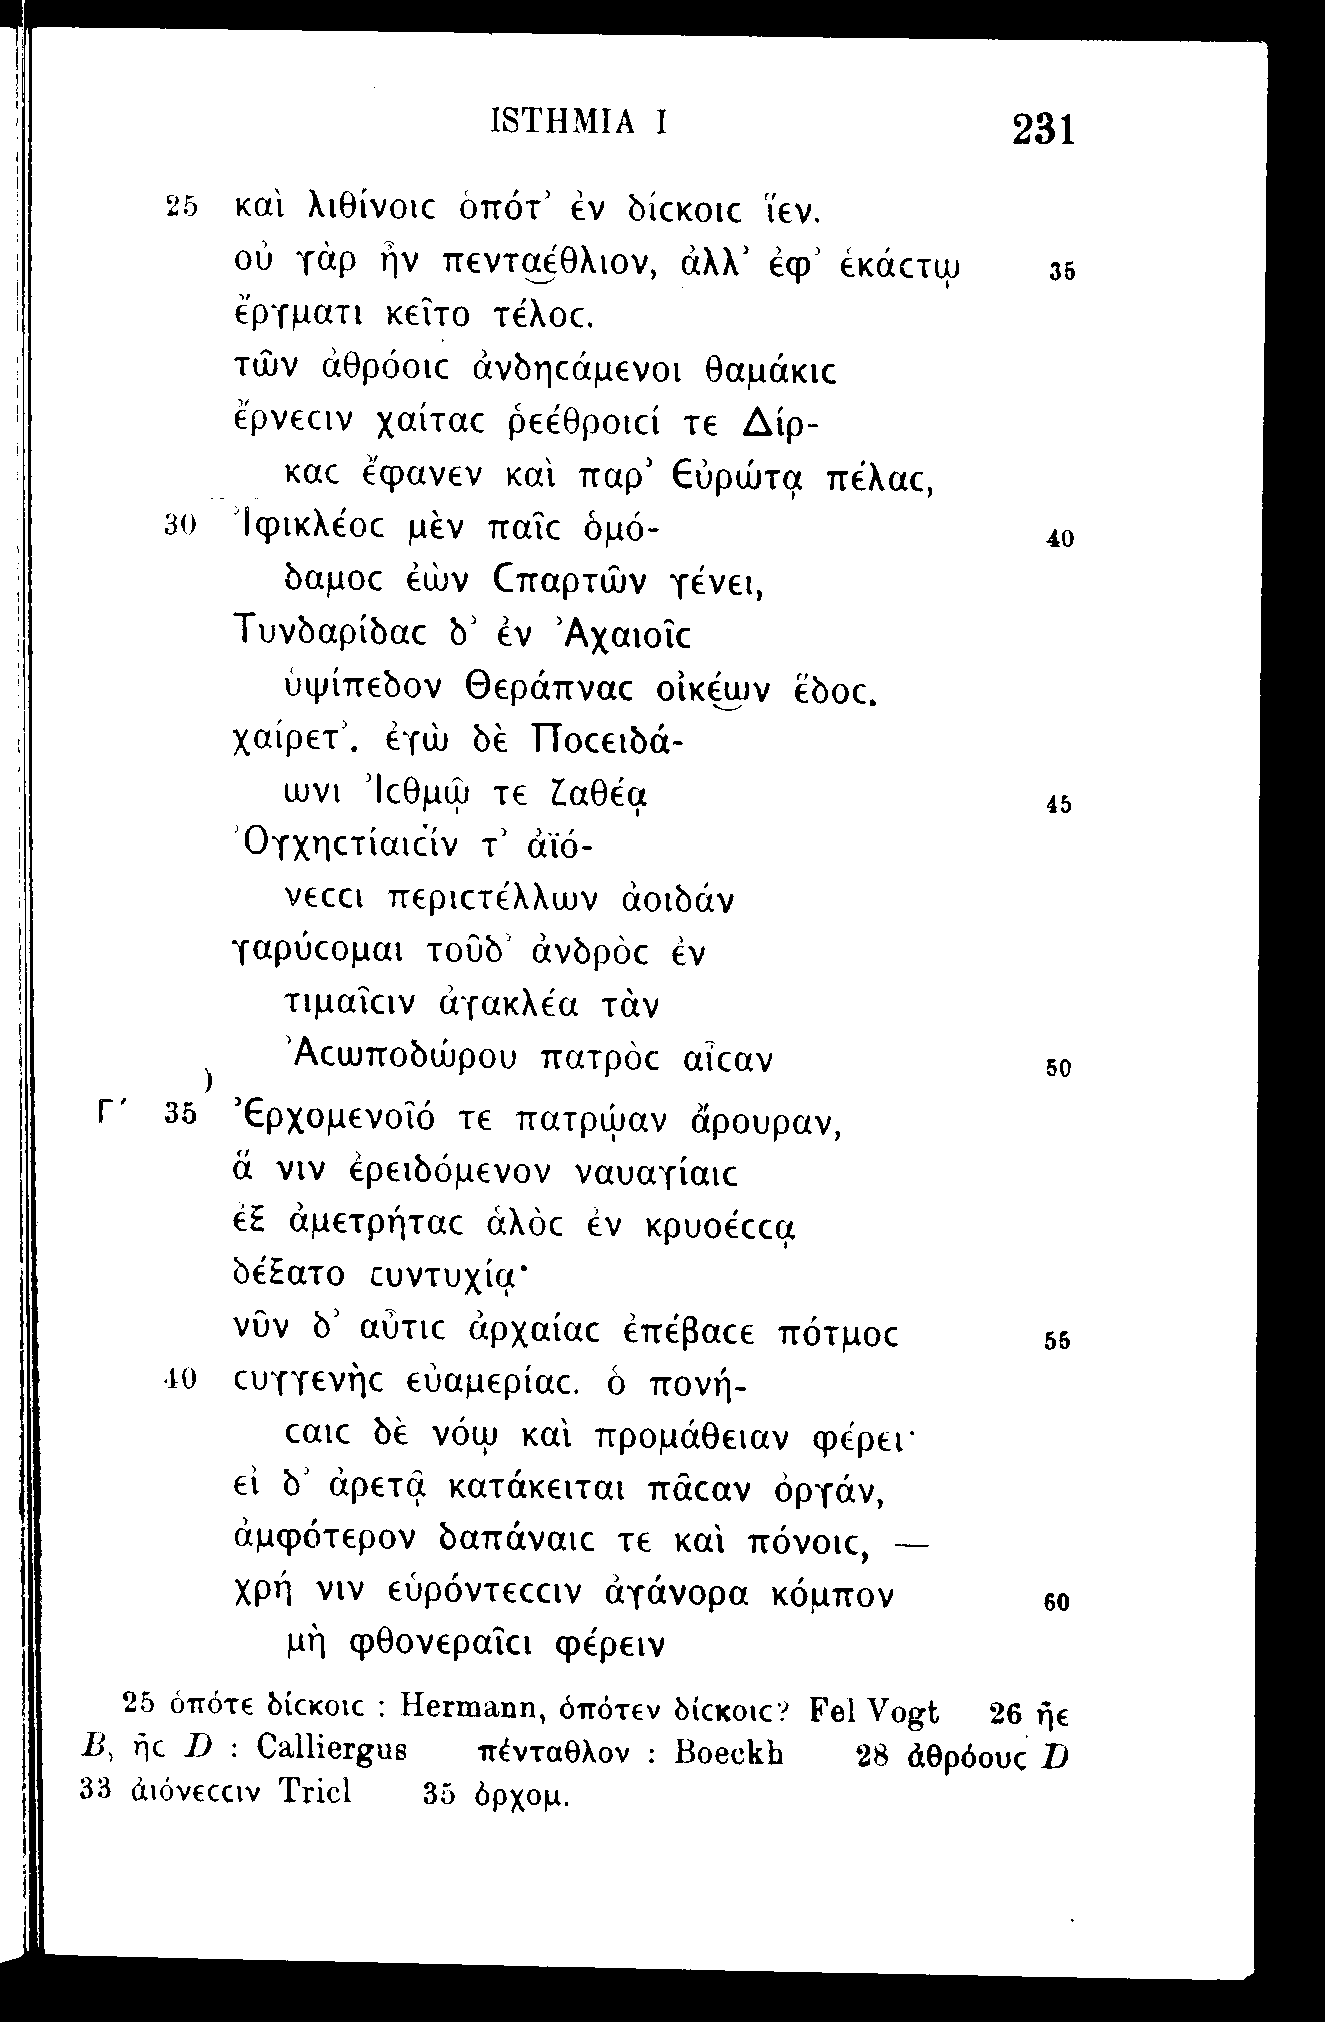 ISTHMIA I 231
25 καὶ λιθίνοιϲ ὁπότ’ ἐν δίϲκοιϲ ἵεν.
οὐ γὰρ ἦν πενταέ͜θλιον, ἀλλ’ ἐφ’ ἑκάϲτῳ 35
ἔργματι κεῖτο τέλοϲ.
τῶν ἀθρόοιϲ ἀνδηϲάμενοι θαμάκιϲ
ἔρνεϲιν χαίταϲ ῥεέθροιϲί τε Δίρ-
καϲ ἔφανεν καὶ παρ’ Εὐρώτᾳ πέλαϲ,
30 Ἰφικλέοϲ μὲν παῖϲ ὁμό- 40
δαμοϲ ἐὼν Ϲπαρτῶν γένει,
Τυνδαρίδαϲ δ’ ἐν Ἀχαιοῖϲ
ὑψίπεδον Θεράπναϲ οἰκέ͜ων ἕδοϲ.
χαίρετ’. ἐγὼ δὲ Ποϲειδά-
ωνι Ἰϲθμῷ τε ζαθέᾳ 45
Ὀγχηϲτίαιϲίν τ’ ἀϊό-
νεϲϲι περιϲτέλλων ἀοιδάν
γαρύϲομαι τοῦδ’ ἀνδρὸϲ ἐν
τιμαῖϲιν ἀγακλέα τὰν
Ἀϲωποδώρου πατρὸϲ αἶϲαν 50
)
Γ′ 35 Ἐρχομενοῖό τε πατρῴαν ἄρουραν,
ἅ νιν ἐρειδόμενον ναυαγίαιϲ
ἐξ ἀμετρήταϲ ἁλὸϲ ἐν κρυοέϲϲᾳ
δέξατο ϲυντυχίᾳ·
νῦν δ’ αὖτιϲ ἀρχαίαϲ ἐπέβαϲε πότμοϲ 55
40 ϲυγγενὴϲ εὐαμερίαϲ. ὁ πονή-
ϲαιϲ δὲ νόῳ καὶ προμάθειαν φέρει·
εἰ δ’ ἀρετᾷ κατάκειται πᾶϲαν ὀργάν,
ἀμφότερον δαπάναιϲ τε καὶ πόνοιϲ, —
χρή νιν εὑρόντεϲϲιν ἀγάνορα κόμπον 60
μὴ φθονεραῖϲι φέρειν
25 ὁπότε δίϲκοιϲ : Hermann, ὁπότεν δίϲκοιϲ? Fel Vogt 26 ἦε
B, ἦϲ D : Calliergus πένταθλον : Boeckh 28 ἀθρόουϲ D
33 ἀιόνεϲϲιν Tricl 35 ὀρχομ.